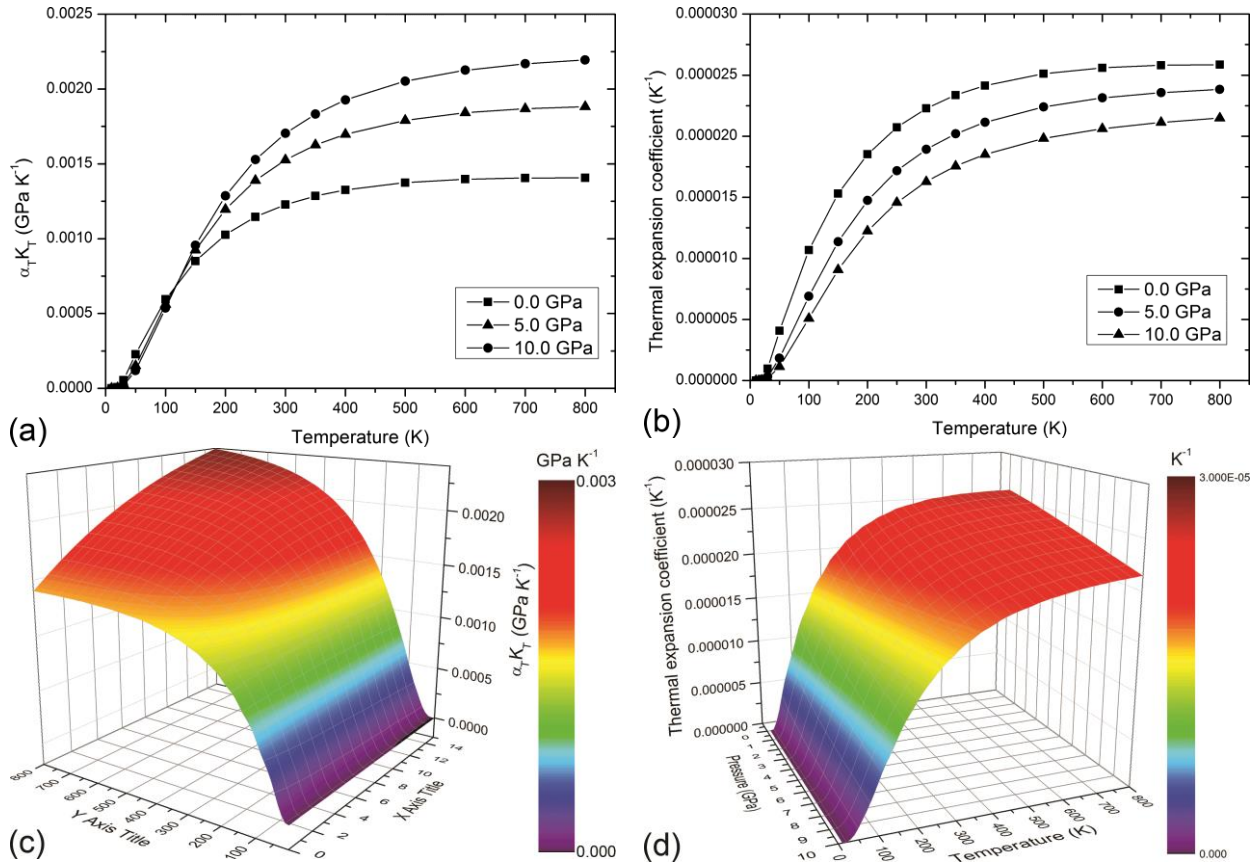 0.0025
0.0020
0.0015
0.0010
0.0005
0.0000
αTKT (GPa K-1)
0 100 200 300 400 500 600 700 800
Temperature (K)
0.0 GPa
5.0 GPa
10.0 GPa
(a)
0.000030
0.000025
0.000020
0.000015
0.000010
0.000005
0.000000
Thermal expansion coefficient (K-1)
0 100 200 300 400 500 600 700 800
Temperature (K)
0.0 GPa
5.0 GPa
10.0 GPa
(b)
0.0020
0.0015
0.0010
0.0005
0.0000
αTKT (GPa K-1)
800 700 600 500 400 300 200 100
Y Axis Title
0 2 4 6 8 10 12 14
X Axis Title
GPa K-1
0.003
0.000
(c)
0.000030
0.000025
0.000020
0.000015
0.000010
0.000005
0.000000
Thermal expansion coefficient (K-1)
0 1 2 3 4 5 6 7 8 9 10
Pressure (GPa)
0 100 200 300 400 500 600 700 800
Temperature (K)
K-1
3.000E-05
0.000
(d)